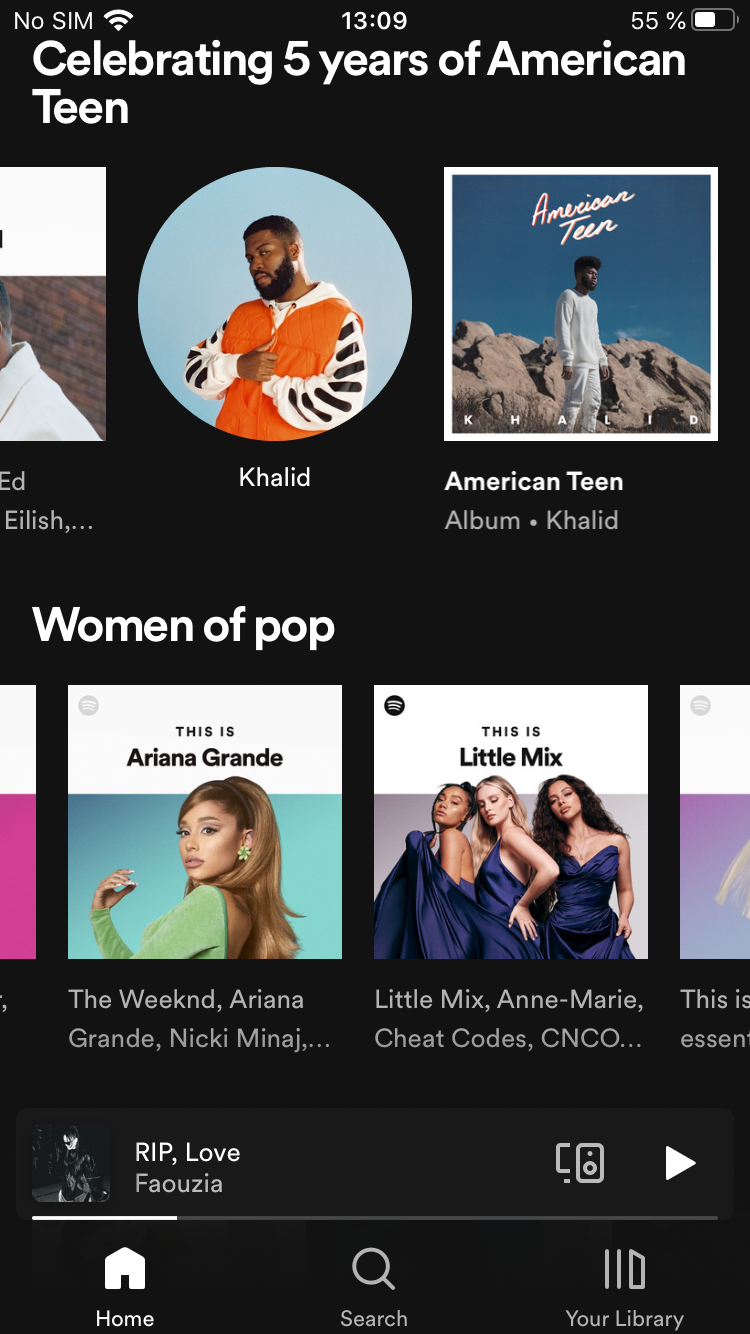 No SIM 13:09 55 %
Celebrating 5 years of American
Teen
American
Teen
K H A L I D
Ed
Eilish,...
Khalid
American Teen
Album • Khalid
Women of pop
THIS IS
Ariana Grande
THIS IS
Little Mix
The Weeknd, Ariana
Grande, Nicki Minaj,...
Little Mix, Anne-Marie,
Cheat Codes, CNCO...
This is
essent
RIP, Love
Faouzia
Home
Search
Your Library